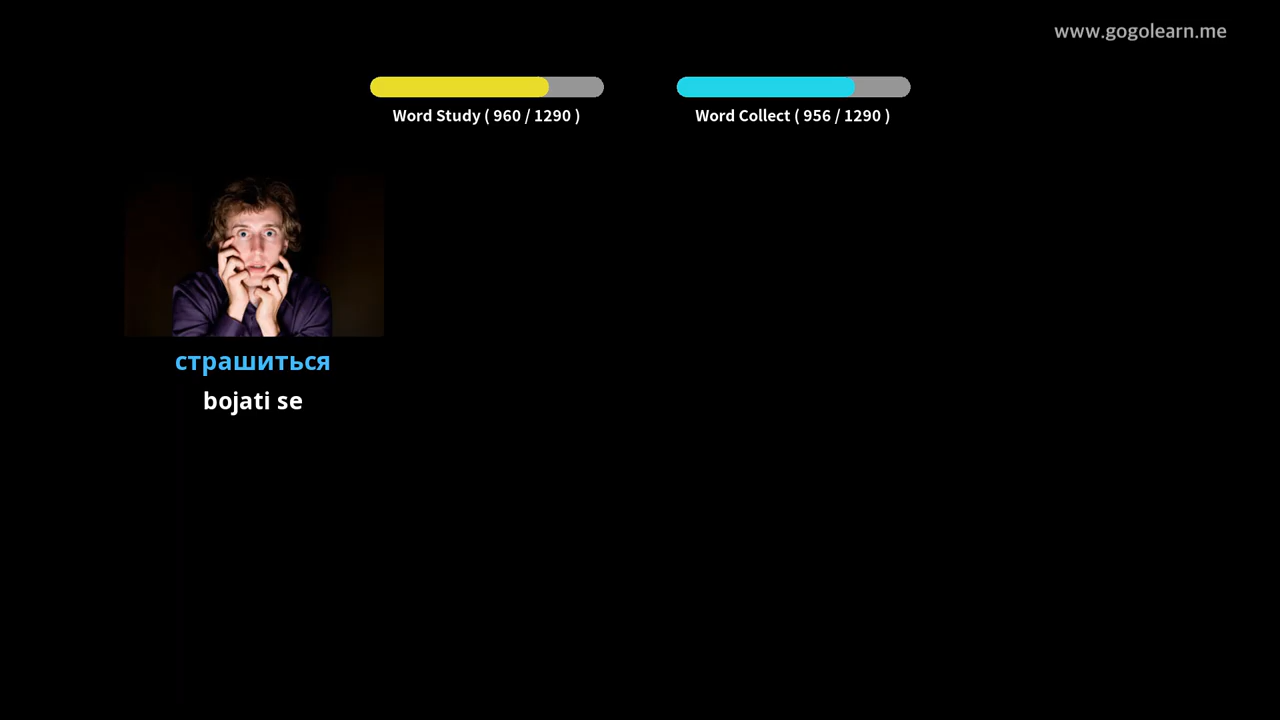 www.gogolearn.me
Word Study ( 960 / 1290 )
Word Collect ( 956 / 1290 )
страшиться
bojati se